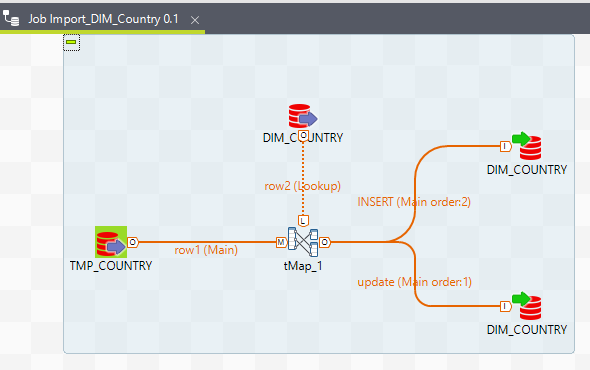 Job Import_DIM_Country 0.1
DIM_COUNTRY
O
row2 (Lookup)
L
I
DIM_COUNTRY
INSERT (Main order:2)
TMP_COUNTRY
O
row1 (Main)
M
O
tMap_1
update (Main order:1)
I
DIM_COUNTRY